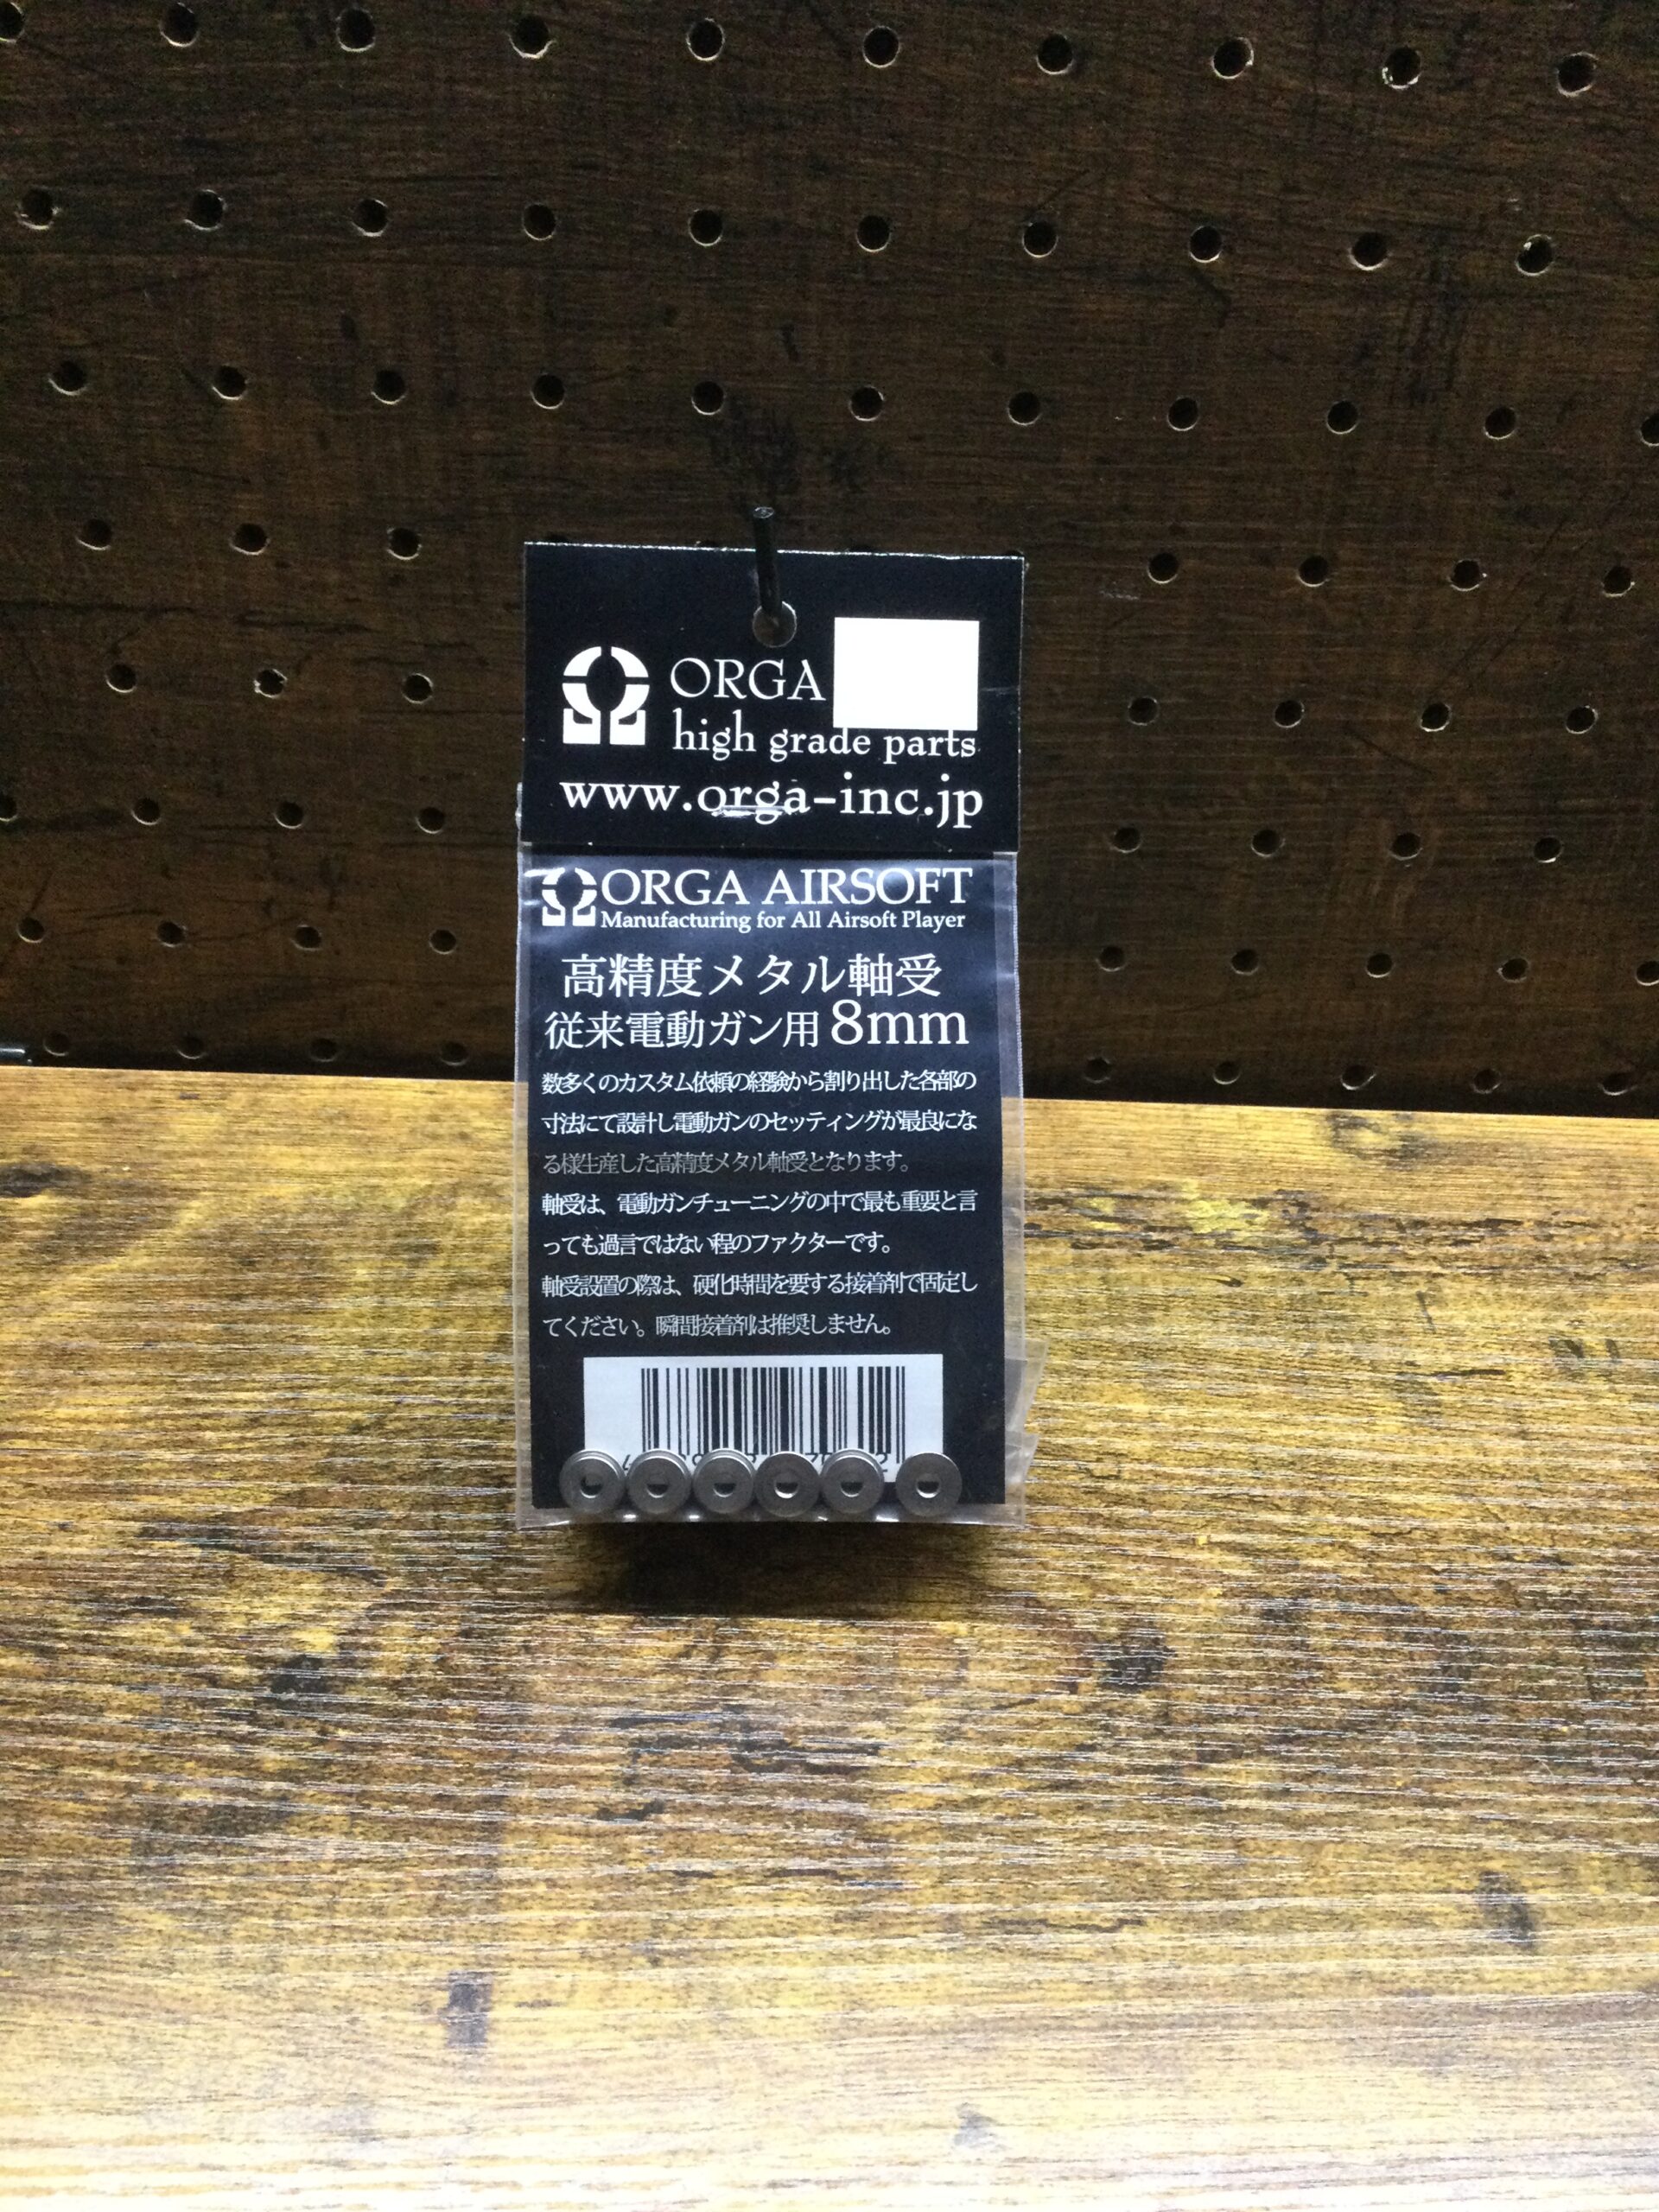 ORGA
high grade parts
www.orga-inc.jp
ORGA AIRSOFT
Manufacturing for All Airsoft Player
高精度メタル軸受
従来電動ガン用 8mm
数多くのカスタム依頼の経験から割り出した各部の
寸法にて設計し電動ガンのセッティングが最良にな
る様生産した高精度メタル軸受となります。
軸受は、電動ガンチューニングの中で最も重要と言
っても過言ではない程のファクターです。
軸受設置の際は、硬化時間を要する接着剤で固定し
てください。瞬間接着剤は推奨しません。